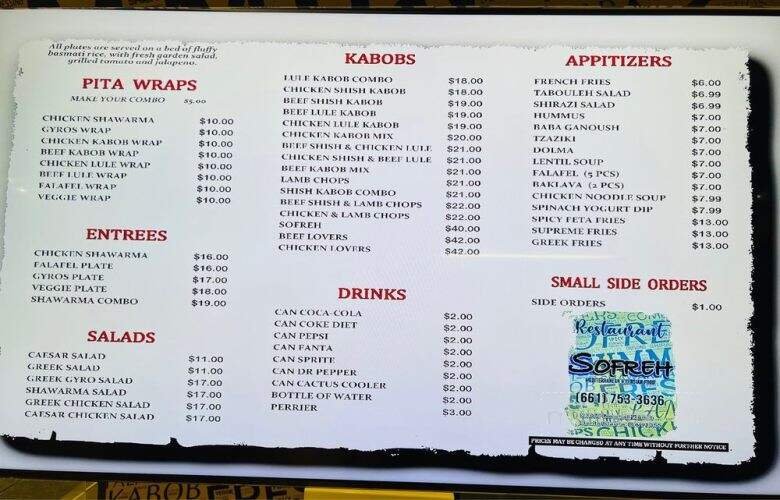 All plates are served on a bed of fluffy
basmati rice, with fresh garden salad,
grilled tomato and jalapeno.
PITA WRAPS
MAKE YOUR COMBO $5.00
CHICKEN SHAWARMA $10.00
GYROS WRAP $10.00
CHICKEN KABOB WRAP $10.00
BEEF KABOB WRAP $10.00
CHICKEN LULE WRAP $10.00
BEEF LULE WRAP $10.00
FALAFEL WRAP $10.00
VEGGIE WRAP $10.00
ENTREES
CHICKEN SHAWARMA $16.00
FALAFEL PLATE $16.00
GYROS PLATE $17.00
VEGGIE PLATE $18.00
SHAWARMA COMBO $19.00
SALADS
CAESAR SALAD $11.00
GREEK SALAD $11.00
GREEK GYRO SALAD $17.00
SHAWARMA SALAD $17.00
GREEK CHICKEN SALAD $17.00
CAESAR CHICKEN SALAD $17.00
KABOBS
LULE KABOB COMBO $18.00
CHICKEN SHISH KABOB $18.00
BEEF SHISH KABOB $19.00
BEEF LULE KABOB $19.00
CHICKEN LULE KABOB $19.00
CHICKEN KABOB MIX $20.00
BEEF SHISH & CHICKEN LULE $21.00
CHICKEN SHISH & BEEF LULE $21.00
BEEF KABOB MIX $21.00
LAMB CHOPS $21.00
SHISH KABOB COMBO $21.00
BEEF SHISH & LAMB CHOPS $22.00
CHICKEN & LAMB CHOPS $22.00
SOFREH $40.00
BEEF LOVERS $42.00
CHICKEN LOVERS $42.00
DRINKS
CAN COCA-COLA $2.00
CAN COKE DIET $2.00
CAN PEPSI $2.00
CAN FANTA $2.00
CAN SPRITE $2.00
CAN DR PEPPER $2.00
CAN CACTUS COOLER $2.00
BOTTLE OF WATER $2.00
PERRIER $3.00
APPITIZERS
FRENCH FRIES $6.00
TABOULEH SALAD $6.99
SHIRAZI SALAD $6.99
HUMMUS $7.00
BABA GANOUSH $7.00
TZAZIKI $7.00
DOLMA $7.00
LENTIL SOUP $7.00
FALAFEL (5 PCS) $7.00
BAKLAVA (2 PCS) $7.00
CHICKEN NOODLE SOUP $7.99
SPINACH YOGURT DIP $7.99
SPICY FETA FRIES $13.00
SUPREME FRIES $13.00
GREEK FRIES $13.00
SMALL SIDE ORDERS
SIDE ORDERS $1.00
Restaurant
SOFREH
(661) 753-3636
PRICES MAY BE CHANGED AT ANY TIME WITHOUT FURTHER NOTICE
KABOB